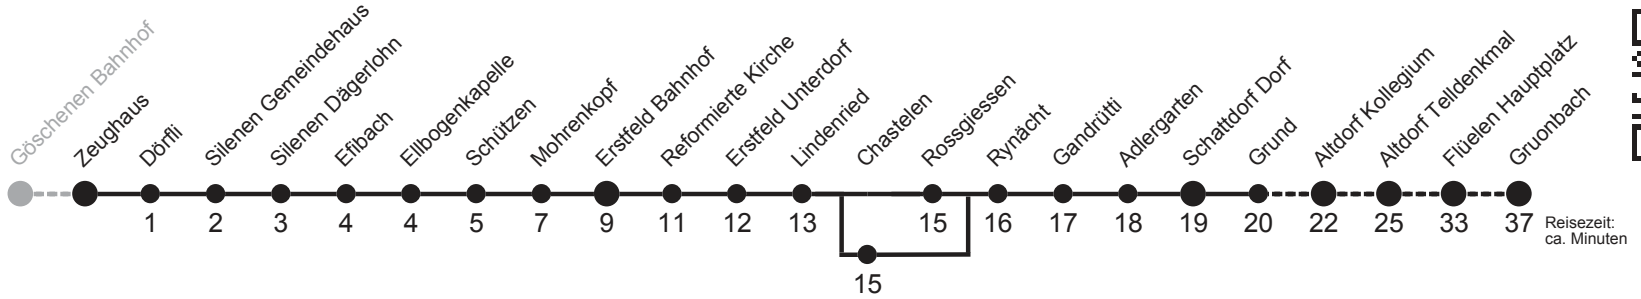 Göschenen Bahnhof
Zeughaus
Dörfli
Silenen Gemeindehaus
Silenen Dägerlohn
Efibach
Ellbogenkapelle
Schützen
Mohrenkopf
Erstfeld Bahnhof
Reformierte Kirche
Erstfeld Unterdorf
Lindenried
Chastelen
Rossgiessen
Rynächt
Gandrütti
Adlergarten
Schattdorf Dorf
Grund
Altdorf Kollegium
Altdorf Telldenkmal
Flüelen Hauptplatz
Gruonbach
1 2 3 4 4 5 7 9 11 12 13 15 16 17 18 19 20 22 25 33 37
Reisezeit:
ca. Minuten
15